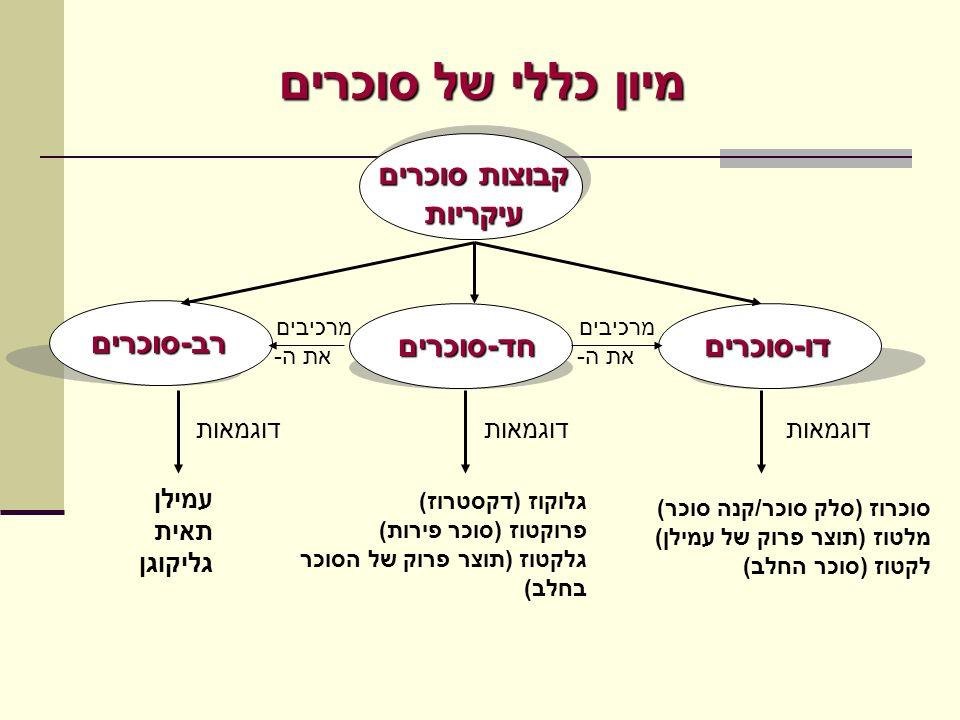 מיון כללי של סוכרים
קבוצות סוכרים
עיקריות
דו-סוכרים
מרכיבים
את ה-
חד-סוכרים
מרכיבים
את ה-
רב-סוכרים
דוגמאות
דוגמאות
דוגמאות
סוכרוז (סלק סוכר/קנה סוכר)
מלטוז (תוצר פרוק של עמילן)
לקטוז (סוכר החלב)
גלוקוז (דקסטרוז)
פרוקטוז (סוכר פירות)
גלקטוז (תוצר פרוק של הסוכר
בחלב)
עמילן
תאית
גליקוגן